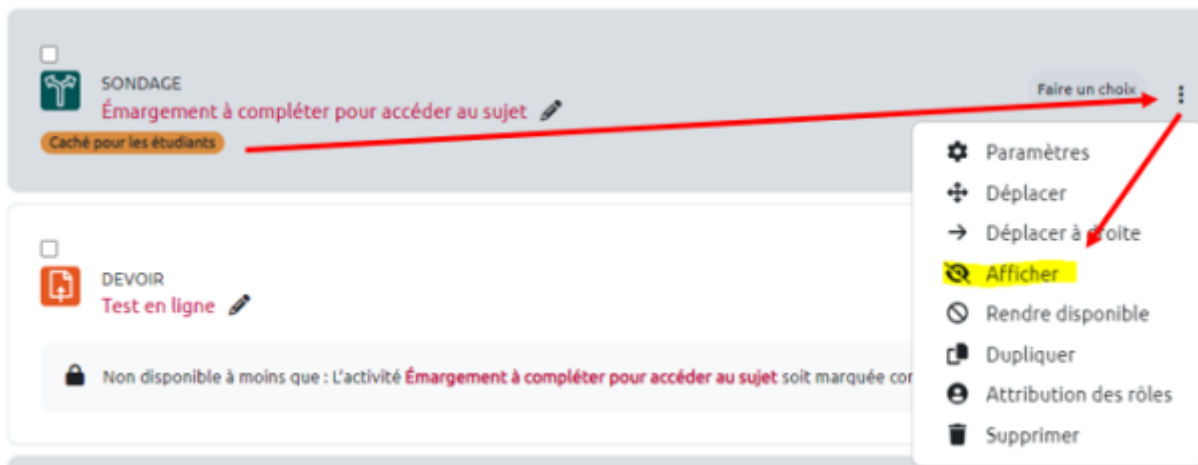 SONDAGE
Faire un choix
Émargement à compléter pour accéder au sujet
Caché pour les étudiants
Paramètres
Déplacer
Déplacer à droite
Afficher
Rendre disponible
Dupliquer
Attribution des rôles
Supprimer
DEVOIR
Test en ligne
Non disponible à moins que : L'activité Émargement à compléter pour accéder au sujet soit marquée